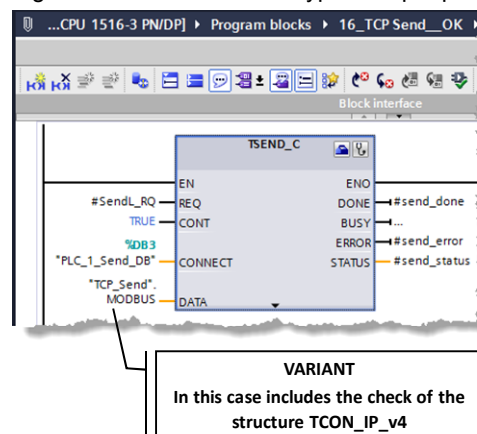 ...CPU 1516-3 PN/DP] ▸ Program blocks ▸ 16_TCP Send__OK ▸
Block interface
TSEND_C
EN ENO
#SendL_RQ REQ DONE #send_done
TRUE CONT BUSY ...
%DB3 ERROR #send_error
"PLC_1_Send_DB" CONNECT STATUS #send_status
"TCP_Send".
MODBUS DATA
VARIANT
In this case includes the check of the
structure TCON_IP_v4